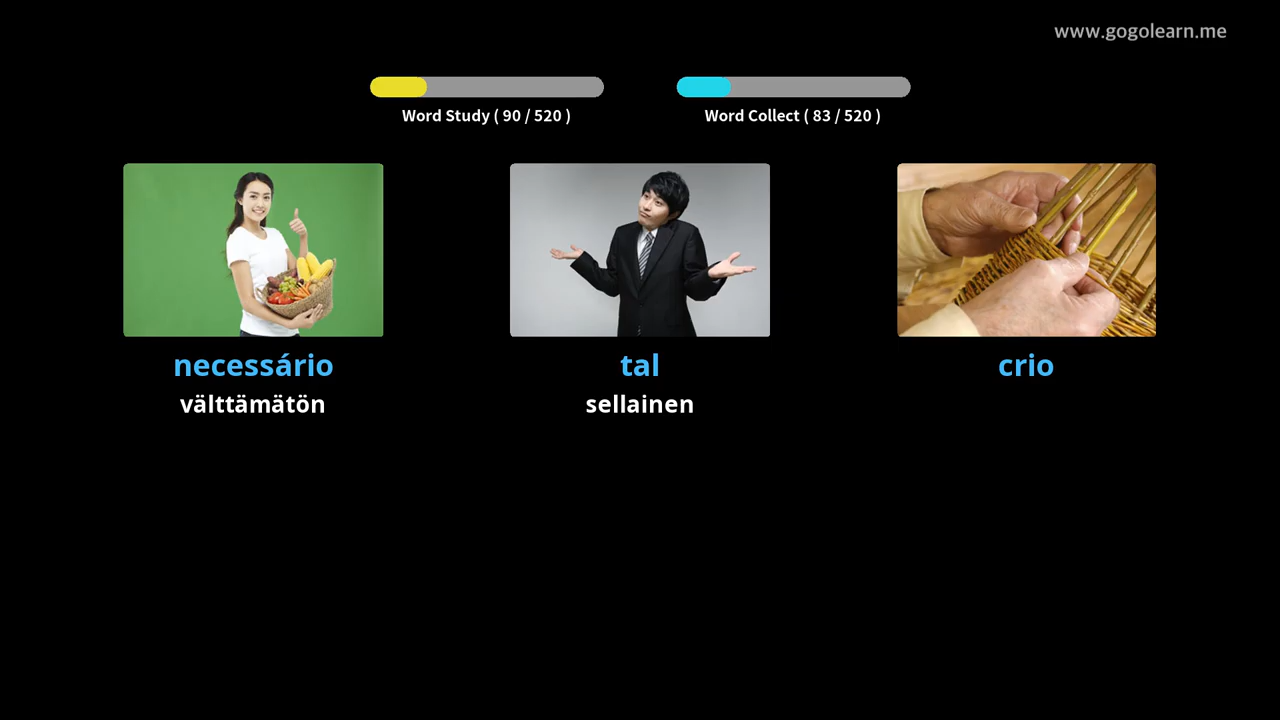 www.gogolearn.me
Word Study ( 90 / 520 )
Word Collect ( 83 / 520 )
necessário
välttämätön
tal
sellainen
crio